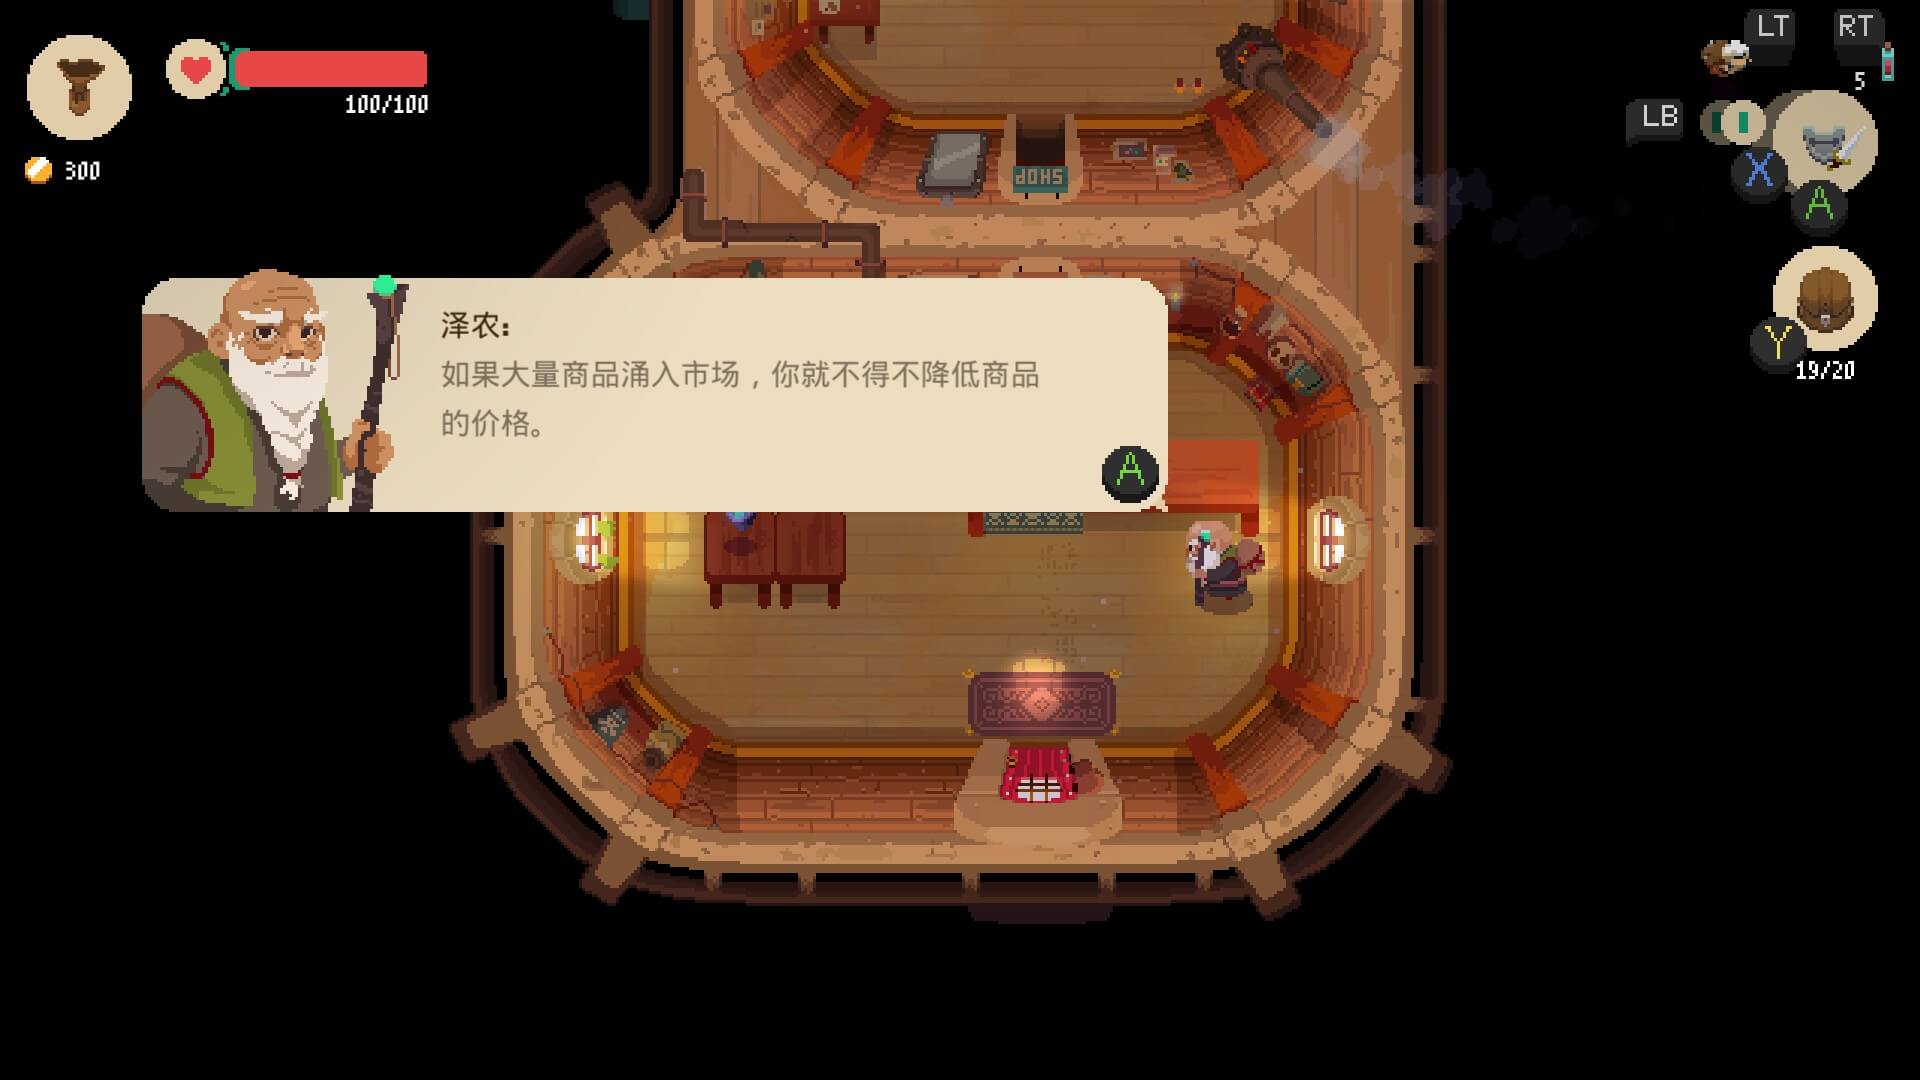 LT RT
5
100/100
LB
300
SHOP
X
A
泽农:
如果大量商品涌入市场，你就不得不降低商品
的价格。
Y
19/20
A